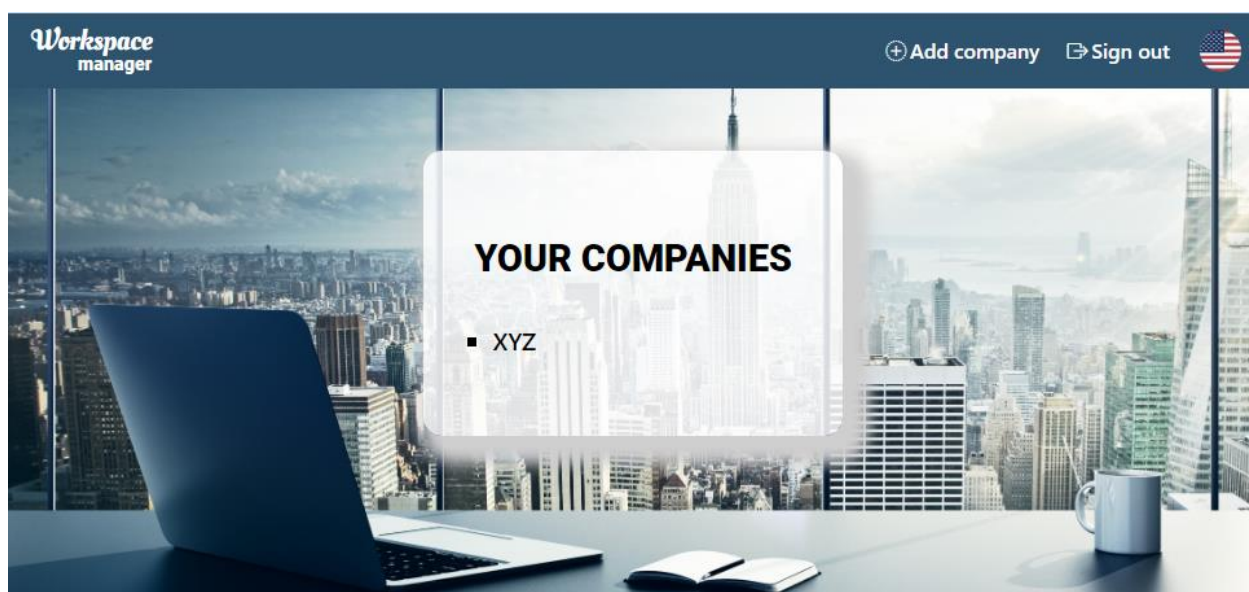 Workspace
manager
Add company
Sign out
YOUR COMPANIES
XYZ